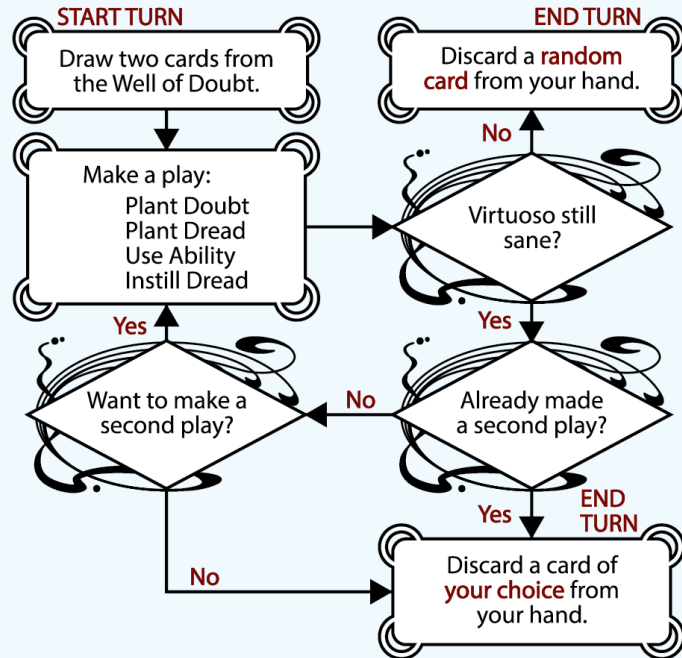 START TURN
Draw two cards from
the Well of Doubt.
Make a play:
Plant Doubt
Plant Dread
Use Ability
Instill Dread
END TURN
Discard a random
card from your hand.
No
Virtuoso still
sane?
Yes
Already made
a second play?
No
Want to make a
second play?
Yes
No
Yes
END
TURN
Discard a card of
your choice from
your hand.